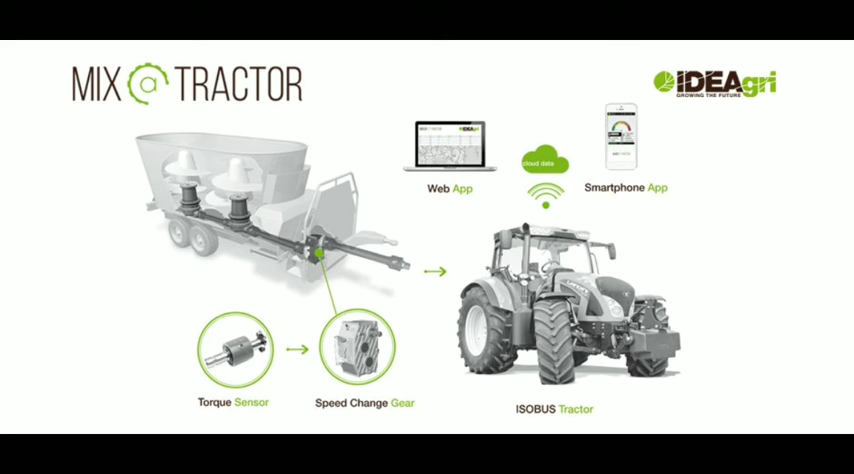 MIX @ TRACTOR
IDEAgri
GROWING THE FUTURE
cloud data
Web App
Smartphone App
Torque Sensor
Speed Change Gear
ISOBUS Tractor